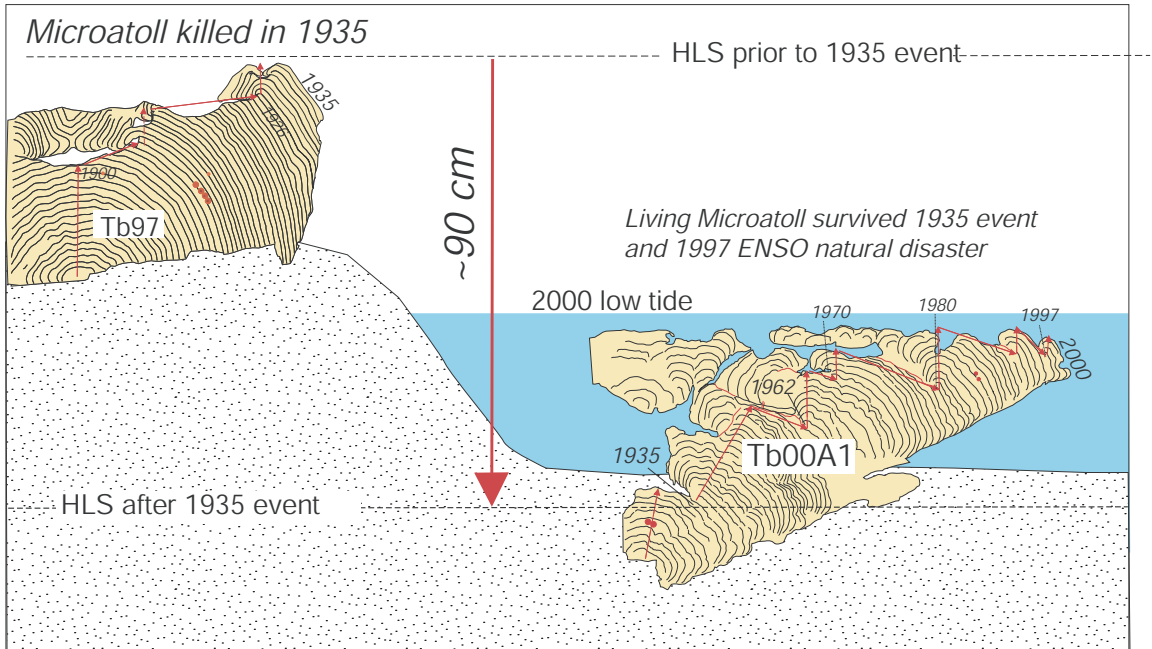 Microatoll killed in 1935
HLS prior to 1935 event
1935
1926
1900
Tb97
~90 cm
Living Microatoll survived 1935 event
and 1997 ENSO natural disaster
2000 low tide
1970
1980
1997
2000
1962
1935
Tb00A1
HLS after 1935 event